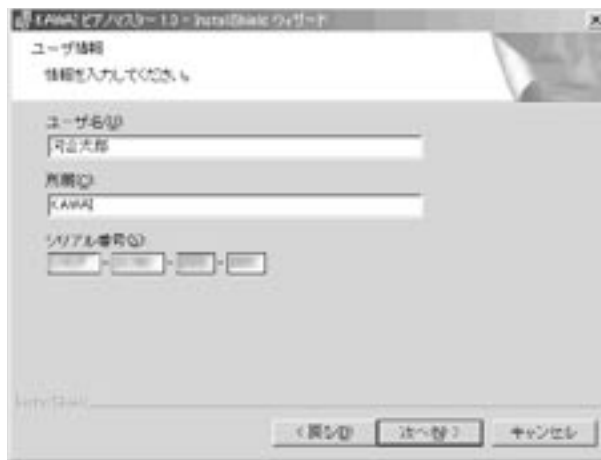 KAWAI ピアノマスター 1.0 - InstallShield ウィザード
ユーザ情報
情報を入力してください。
ユーザ名(U)
河合太郎
所属(O)
KAWAI
シリアル番号(S)
- - -
InstallShield
< 戻る(B) 次へ(N) > キャンセル